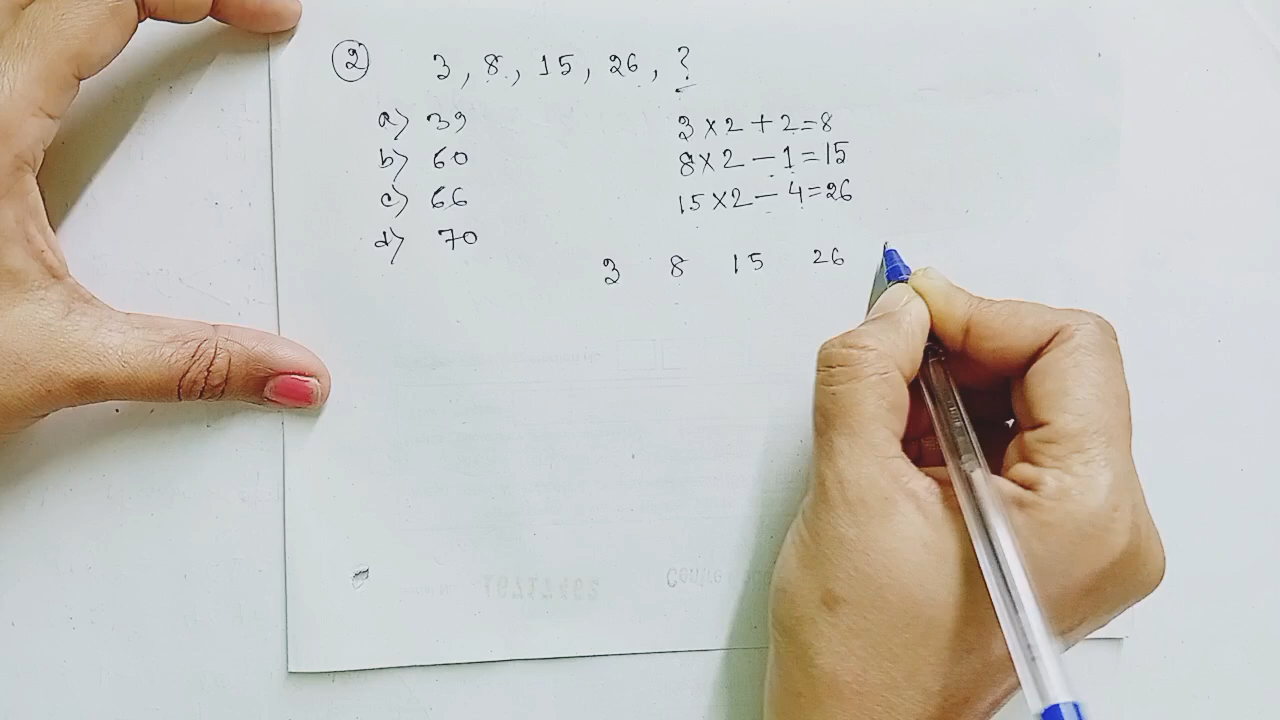 2 3, 8, 15, 26, ?
a) 39
b) 60
c) 66
d) 70
3 × 2 + 2 = 8
8 × 2 - 1 = 15
15 × 2 - 4 = 26
3 8 15 26